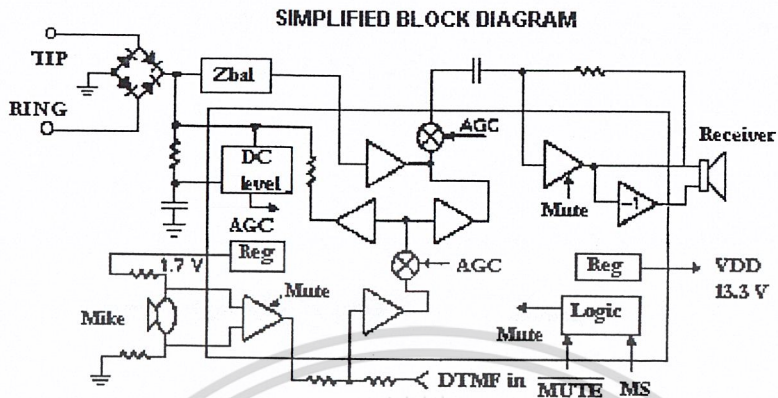 SIMPLIFIED BLOCK DIAGRAM
TIP
Zbal
RING
AGC
Receiver
DC
level
Mute
-1
AGC
Reg
1.7 V
AGC
Reg
VDD
13.3 V
Mute
Mike
Logic
Mute
DTMF in
MUTE
MS